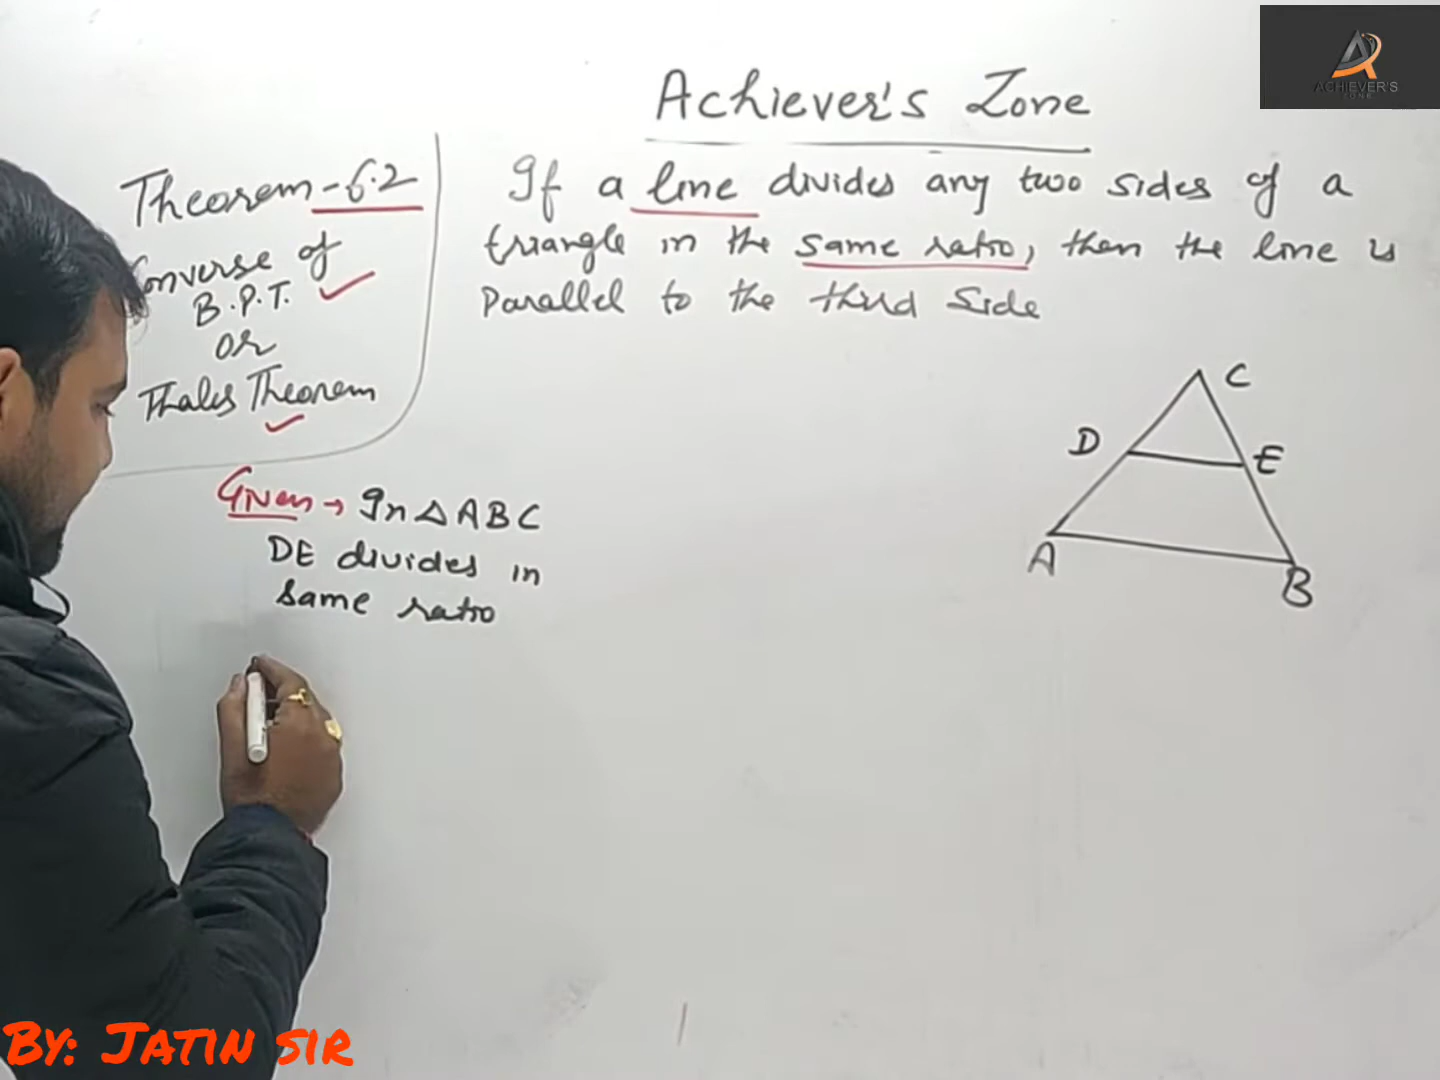 ACHIEVER'S
ZONE
Achiever's Zone
Theorem-6.2
onverse of
B.P.T.
or
Thales Theorem
If a line divides any two sides of a
triangle in the same ratio, then the line is
parallel to the third side
C
D
E
A
B
Given → In △ ABC
DE divides in
same ratio
By: Jatin sir